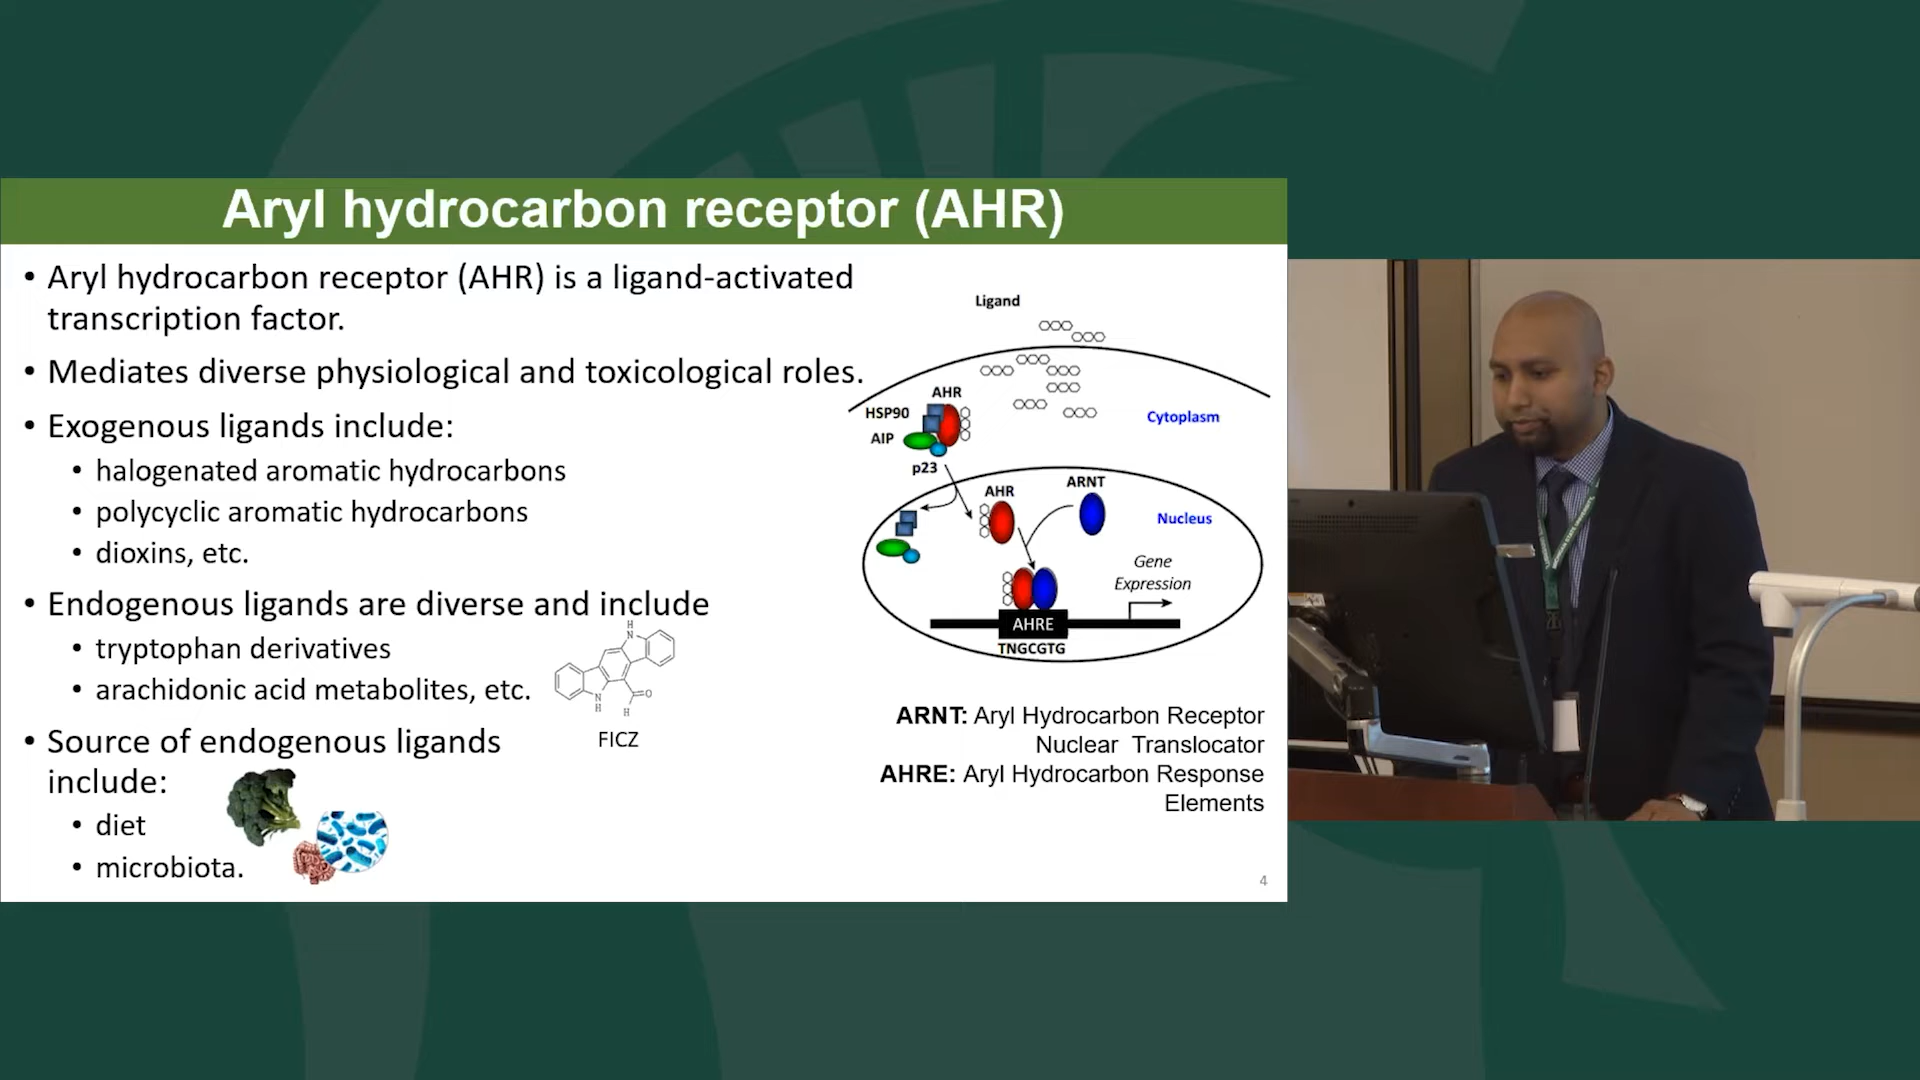 Aryl hydrocarbon receptor (AHR)
• Aryl hydrocarbon receptor (AHR) is a ligand-activated
transcription factor.
• Mediates diverse physiological and toxicological roles.
• Exogenous ligands include:
• halogenated aromatic hydrocarbons
• polycyclic aromatic hydrocarbons
• dioxins, etc.
• Endogenous ligands are diverse and include
• tryptophan derivatives
• arachidonic acid metabolites, etc.
H
N
N
H
O
H
FICZ
• Source of endogenous ligands
include:
• diet
• microbiota.
Ligand
AHR
HSP90
AIP
p23
Cytoplasm
AHR
ARNT
Nucleus
Gene
Expression
AHRE
TNGCGTG
ARNT: Aryl Hydrocarbon Receptor
Nuclear Translocator
AHRE: Aryl Hydrocarbon Response
Elements
4